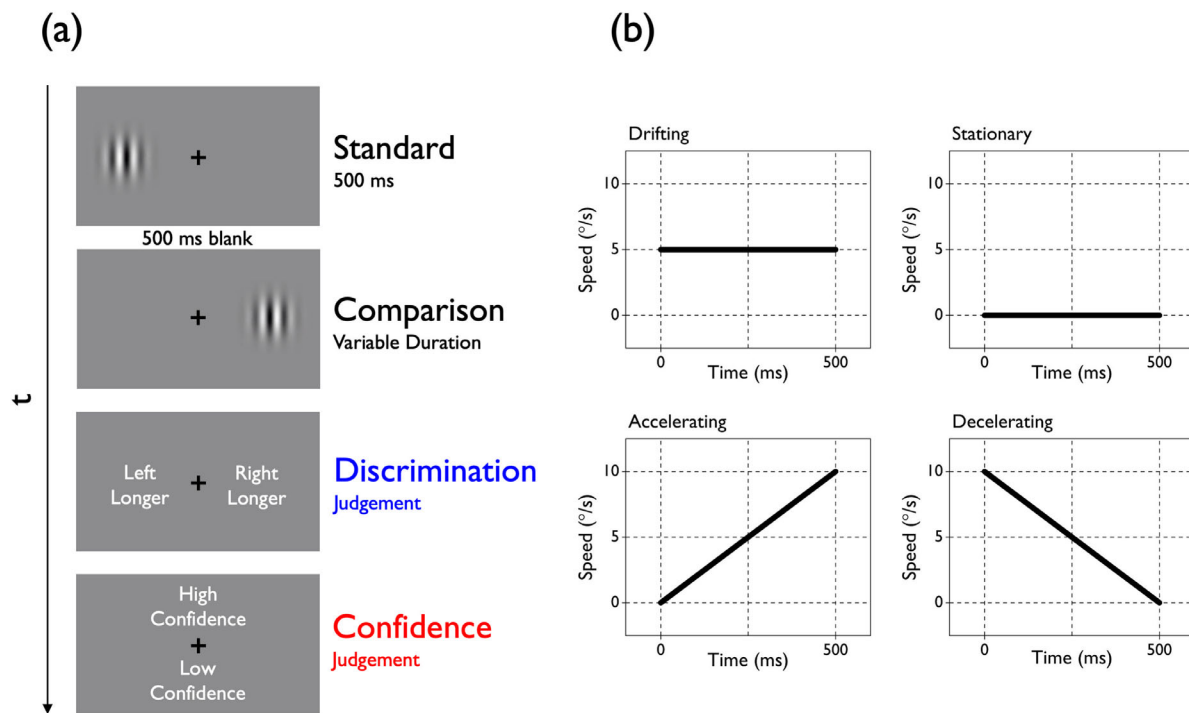 (a)
Standard
500 ms
500 ms blank
Comparison
Variable Duration
t
Left
Longer
+
Right
Longer
Discrimination
Judgement
High
Confidence
+
Low
Confidence
Confidence
Judgement
(b)
Drifting
10
5
0
Speed (°/s)
0
500
Time (ms)
Stationary
10
5
0
Speed (°/s)
0
500
Time (ms)
Accelerating
10
5
0
Speed (°/s)
0
500
Time (ms)
Decelerating
10
5
0
Speed (°/s)
0
500
Time (ms)